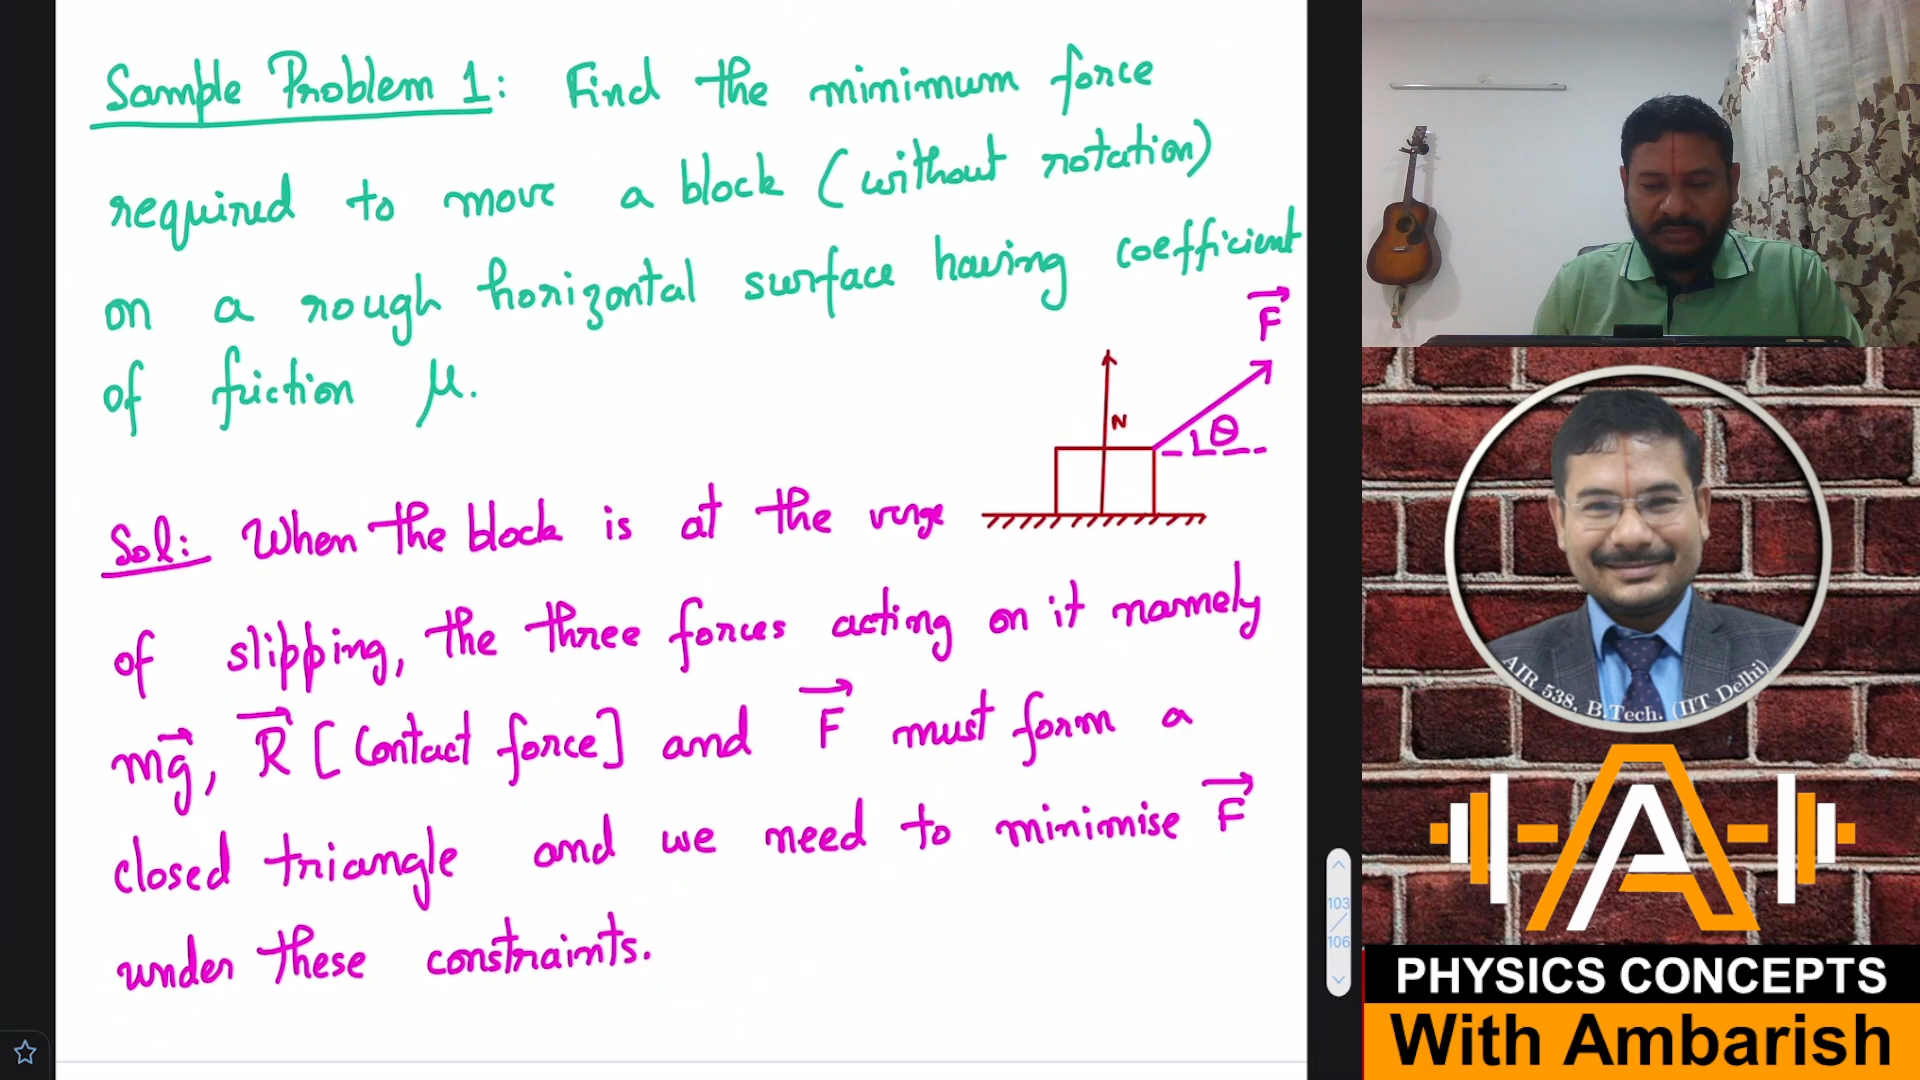 Sample Problem 1: Find the minimum force
required to move a block (without rotation)
on a rough horizontal surface having coefficient
of friction μ.
F
N
θ
Sol: When the block is at the verge
of slipping, the three forces acting on it namely
mg, R [Contact force] and F must form a
closed triangle and we need to minimise F
under these constraints.
103
/
106
AIR 538, B.Tech. (IIT Delhi)
A
PHYSICS CONCEPTS
With Ambarish